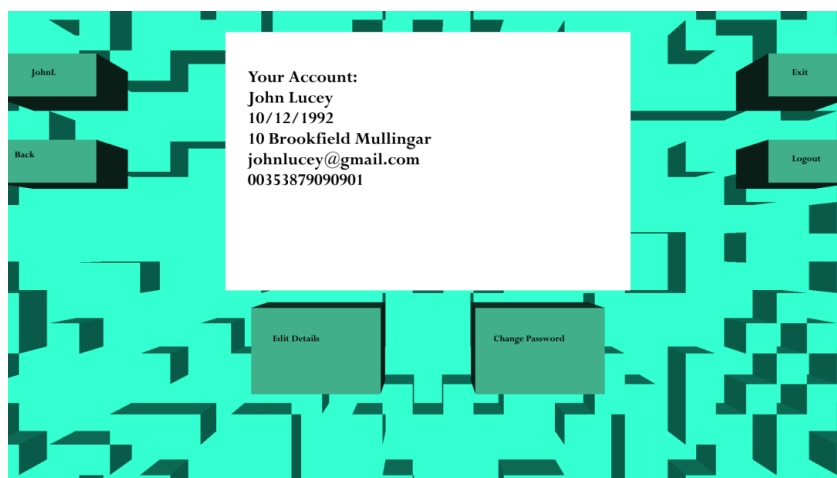 JohnL
Exit
Your Account:
John Lucey
10/12/1992
10 Brookfield Mullingar
johnlucey@gmail.com
00353879090901
Back
Logout
Edit Details
Change Password